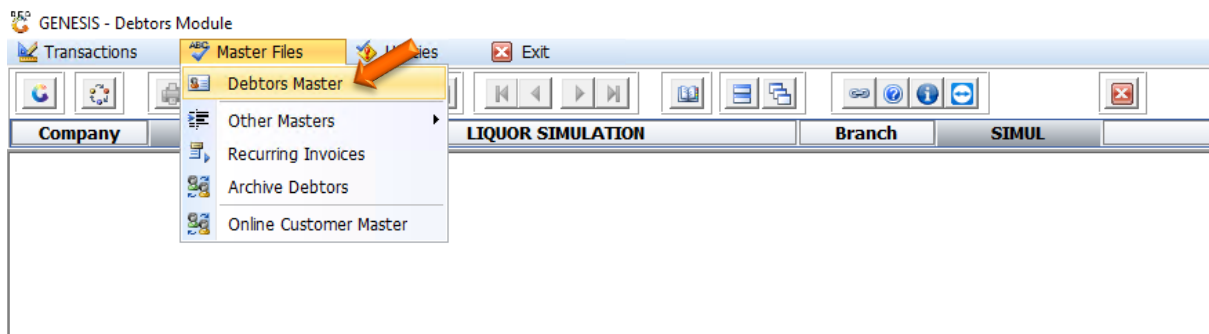 GENESIS - Debtors Module
Transactions Master Files Exit
Debtors Master
Company LIQUOR SIMULATION Branch SIMUL
Other Masters
Recurring Invoices
Archive Debtors
Online Customer Master